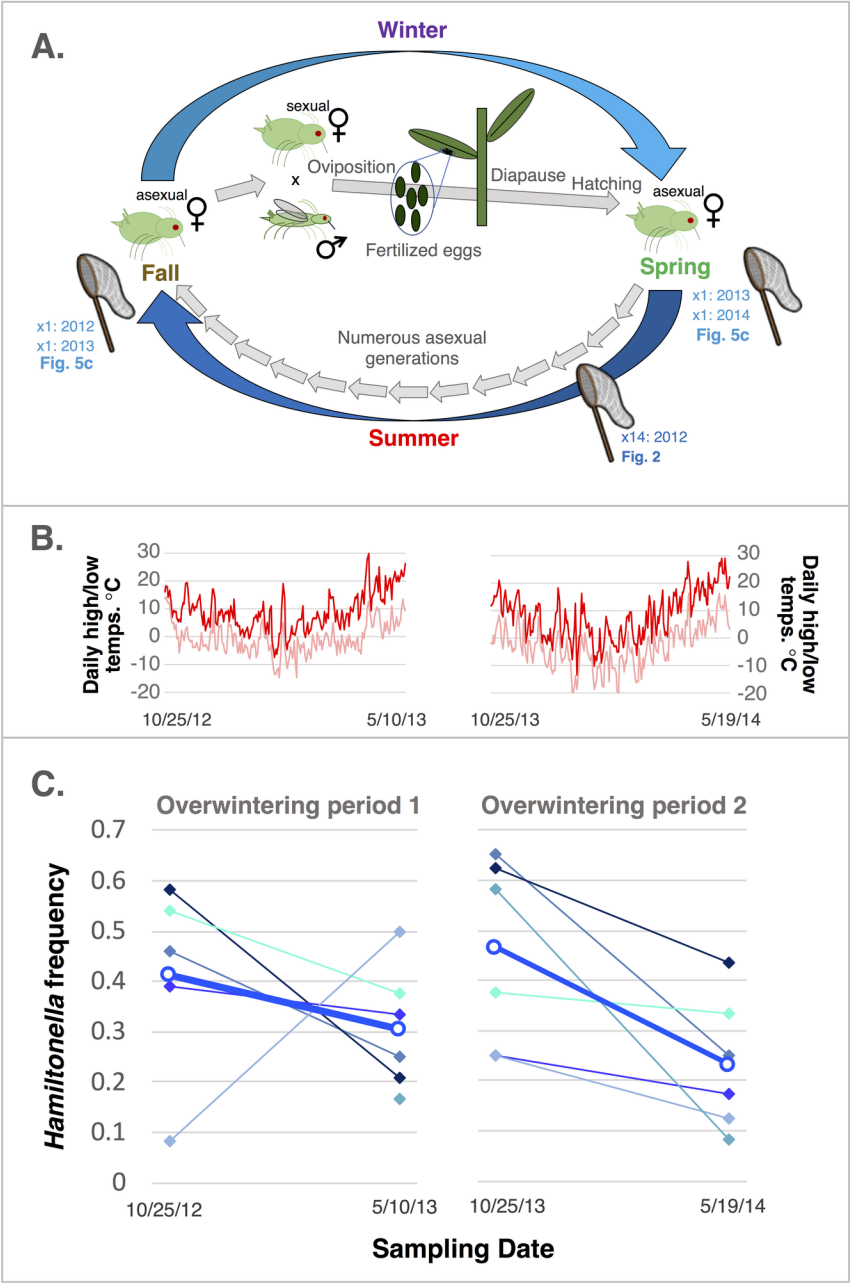 A.
Winter
sexual ♀
asexual ♀
x
♂
Oviposition
Diapause
Hatching
asexual ♀
Fertilized eggs
Fall
Spring
x1: 2012
x1: 2013
Fig. 5c
x1: 2013
x1: 2014
Fig. 5c
Numerous asexual
generations
Summer
x14: 2012
Fig. 2
B.
Daily high/low
temps. °C
30
20
10
0
-10
-20
10/25/12
5/10/13
30
20
10
0
-10
-20
Daily high/low
temps. °C
10/25/13
5/19/14
C.
Overwintering period 1
Overwintering period 2
Hamiltonella frequency
0.7
0.6
0.5
0.4
0.3
0.2
0.1
0
10/25/12
5/10/13
10/25/13
5/19/14
Sampling Date